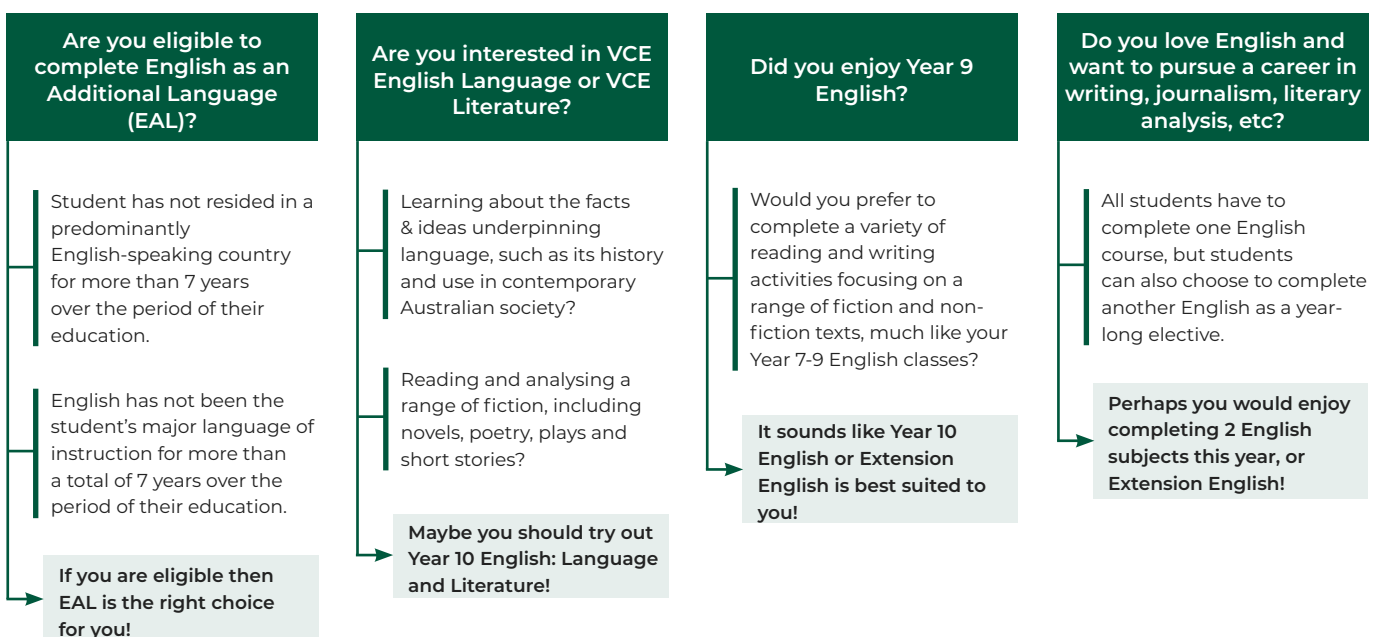 Are you eligible to
complete English as an
Additional Language
(EAL)?
Student has not resided in a
predominantly
English-speaking country
for more than 7 years
over the period of their
education.
English has not been the
student’s major language of
instruction for more than
a total of 7 years over the
period of their education.
If you are eligible then
EAL is the right choice
for you!
Are you interested in VCE
English Language or VCE
Literature?
Learning about the facts
& ideas underpinning
language, such as its history
and use in contemporary
Australian society?
Reading and analysing a
range of fiction, including
novels, poetry, plays and
short stories?
Maybe you should try out
Year 10 English: Language
and Literature!
Did you enjoy Year 9
English?
Would you prefer to
complete a variety of
reading and writing
activities focusing on a
range of fiction and non-
fiction texts, much like your
Year 7-9 English classes?
It sounds like Year 10
English or Extension
English is best suited to
you!
Do you love English and
want to pursue a career in
writing, journalism, literary
analysis, etc?
All students have to
complete one English
course, but students
can also choose to complete
another English as a year-
long elective.
Perhaps you would enjoy
completing 2 English
subjects this year, or
Extension English!